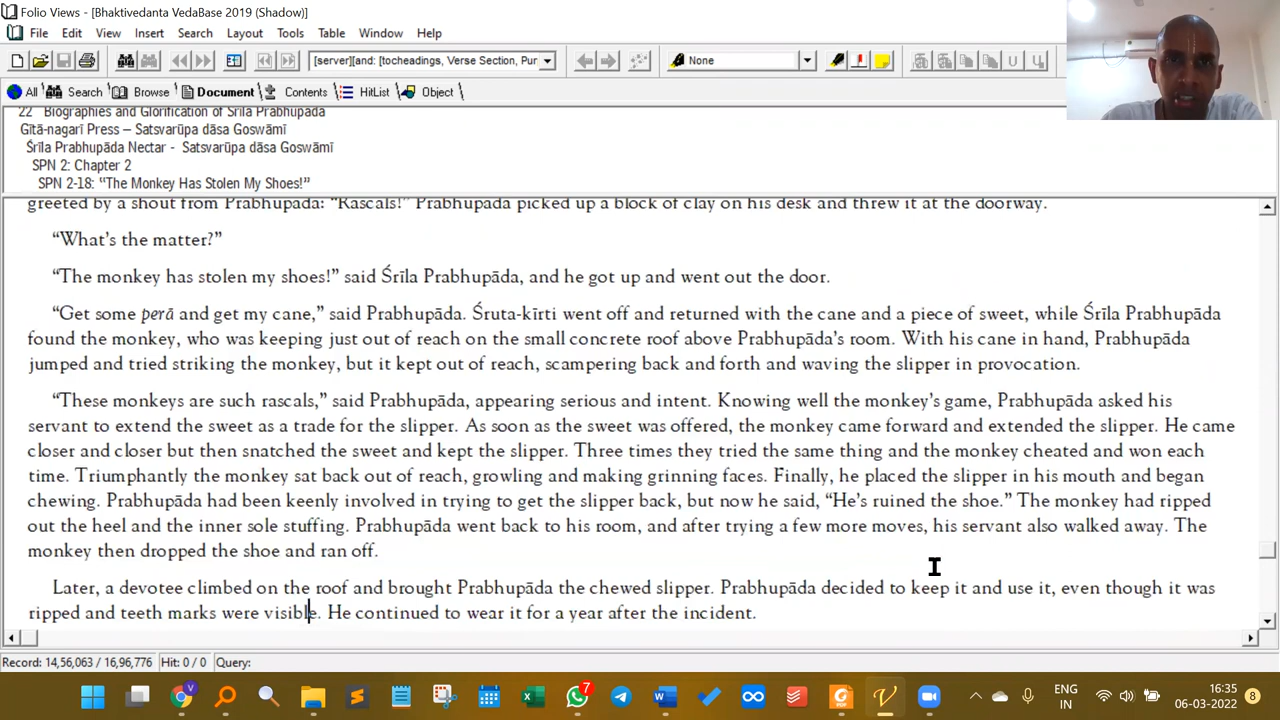 Folio Views - [Bhaktivedanta VedaBase 2019 (Shadow)]
File Edit View Insert Search Layout Tools Table Window Help
[server][and: [tocheadings, Verse Section, Pur None
All Search Browse Document Contents HitList Object
22 Biographies and Glorification of Śrīla Prabhupāda
Gītā-nagarī Press – Satsvarūpa dāsa Goswāmī
Śrīla Prabhupāda Nectar - Satsvarūpa dāsa Goswāmī
SPN 2: Chapter 2
SPN 2-18: "The Monkey Has Stolen My Shoes!"
greeted by a shout from Prabhupāda: “Rascals!” Prabhupāda picked up a block of clay on his desk and threw it at the doorway.
“What’s the matter?”
“The monkey has stolen my shoes!” said Śrīla Prabhupāda, and he got up and went out the door.
“Get some perā and get my cane,” said Prabhupāda. Śruta-kīrti went off and returned with the cane and a piece of sweet, while Śrīla Prabhupāda
found the monkey, who was keeping just out of reach on the small concrete roof above Prabhupāda’s room. With his cane in hand, Prabhupāda
jumped and tried striking the monkey, but it kept out of reach, scampering back and forth and waving the slipper in provocation.
“These monkeys are such rascals,” said Prabhupāda, appearing serious and intent. Knowing well the monkey’s game, Prabhupāda asked his
servant to extend the sweet as a trade for the slipper. As soon as the sweet was offered, the monkey came forward and extended the slipper. He came
closer and closer but then snatched the sweet and kept the slipper. Three times they tried the same thing and the monkey cheated and won each
time. Triumphantly the monkey sat back out of reach, growling and making grinning faces. Finally, he placed the slipper in his mouth and began
chewing. Prabhupāda had been keenly involved in trying to get the slipper back, but now he said, “He’s ruined the shoe.” The monkey had ripped
out the heel and the inner sole stuffing. Prabhupāda went back to his room, and after trying a few more moves, his servant also walked away. The
monkey then dropped the shoe and ran off.
Later, a devotee climbed on the roof and brought Prabhupāda the chewed slipper. Prabhupāda decided to keep it and use it, even though it was
ripped and teeth marks were visible. He continued to wear it for a year after the incident.
Record: 14,56,063 / 16,96,776 Hit: 0 / 0 Query:
7
ENG
IN
16:35
06-03-2022
8